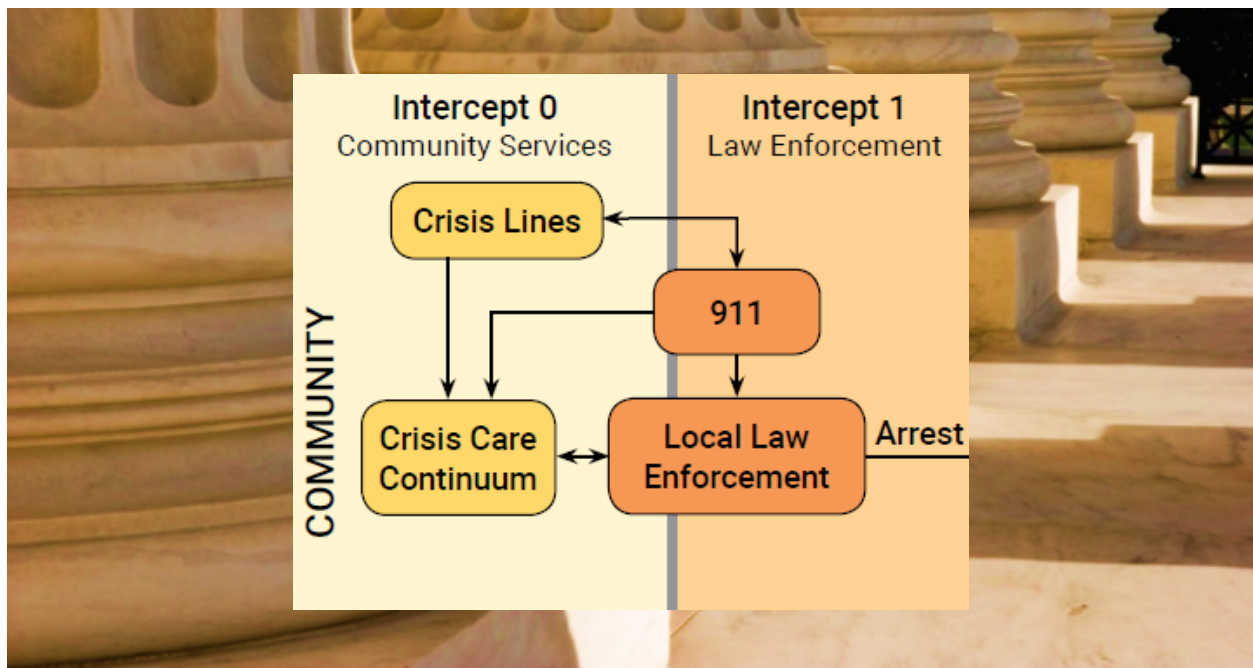 Intercept 0
Community Services
Intercept 1
Law Enforcement
Crisis Lines
911
COMMUNITY
Crisis Care
Continuum
Local Law
Enforcement
Arrest